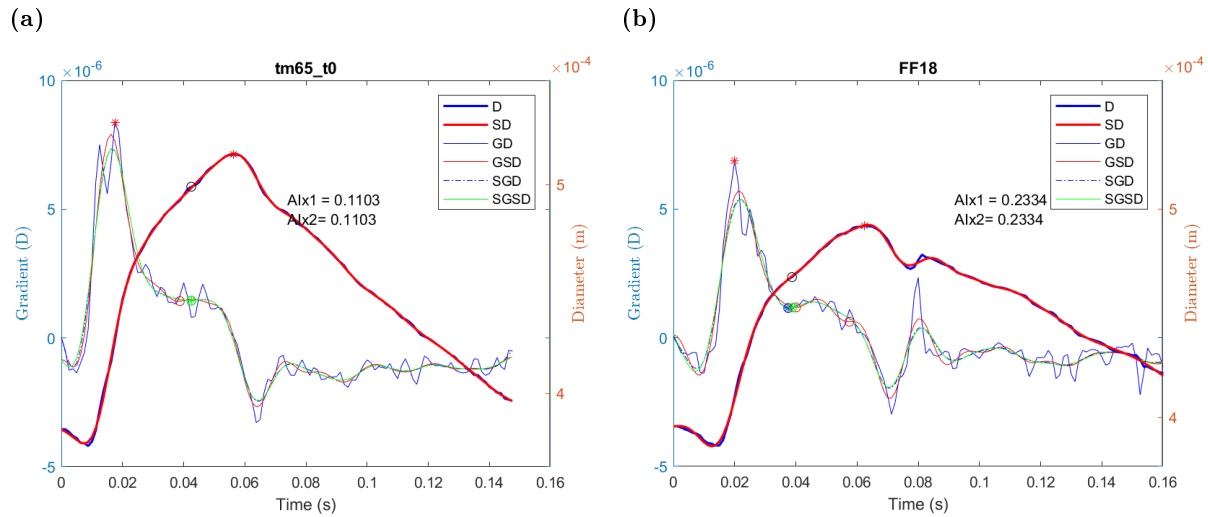 (a)
tm65_t0
×10⁻⁶
×10⁻⁴
10
5
0
-5
Gradient (D)
5
4
Diameter (m)
D
SD
GD
GSD
SGD
SGSD
AIx1 = 0.1103
AIx2= 0.1103
0 0.02 0.04 0.06 0.08 0.1 0.12 0.14 0.16
Time (s)
(b)
FF18
×10⁻⁶
×10⁻⁴
10
5
0
-5
Gradient (D)
5
4
Diameter (m)
D
SD
GD
GSD
SGD
SGSD
AIx1 = 0.2334
AIx2= 0.2334
0 0.02 0.04 0.06 0.08 0.1 0.12 0.14 0.16
Time (s)